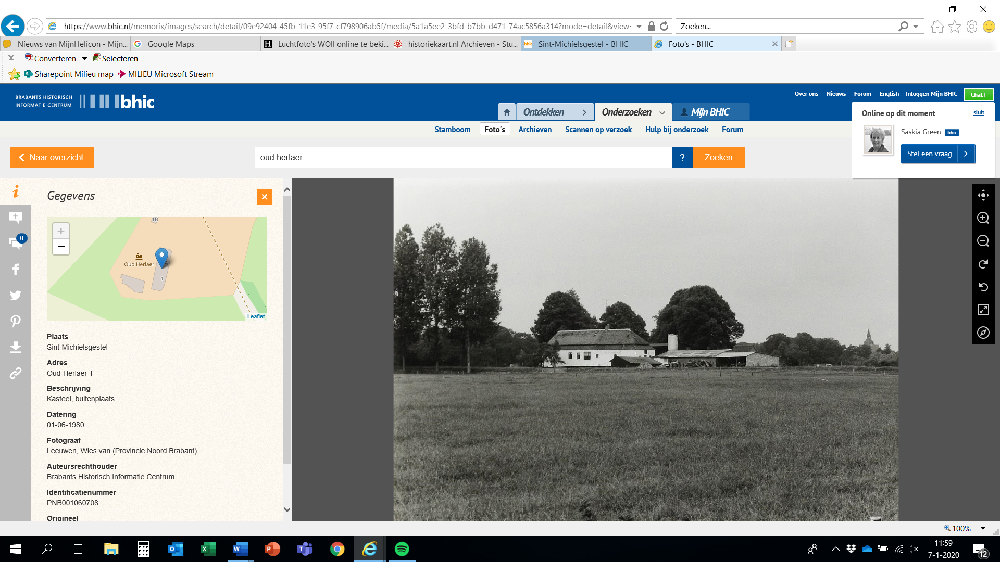 https://www.bhic.nl/memorix/images/search/detail/09e92404-45fb-11e3-95f7-cf798906ab5f/media/5a1a5ee2-3bfd-b7bb-d471-74ac5856a314?mode=detail&view:
Zoeken...
Nieuws van MijnHelicon - Mijn...
Google Maps
Luchtfoto's WOII online te beki...
historiekaart.nl Archieven - Stu...
Sint-Michielsgestel - BHIC
Foto's - BHIC
Converteren
Selecteren
Sharepoint Milieu map
MILIEU Microsoft Stream
BRABANTS HISTORISCH
INFORMATIE CENTRUM
bhic
Over ons Nieuws Forum English Inloggen Mijn BHIC
Chat
Ontdekken
Onderzoeken
Mijn BHIC
Online op dit moment
sluit
Stamboom Foto's Archieven Scannen op verzoek Hulp bij onderzoek Forum
Saskia Green bhic
Stel een vraag
Naar overzicht
oud herlaer
?
Zoeken
i
Gegevens
1B
+
−
Oud Herlaer
1
0
Leaflet
Plaats
Sint-Michielsgestel
Adres
Oud-Herlaer 1
Beschrijving
Kasteel, buitenplaats.
Datering
01-06-1980
Fotograaf
Leeuwen, Wies van (Provincie Noord Brabant)
Auteursrechthouder
Brabants Historisch Informatie Centrum
Identificatienummer
PNB001060708
Origineel
100%
11:59
7-1-2020
12